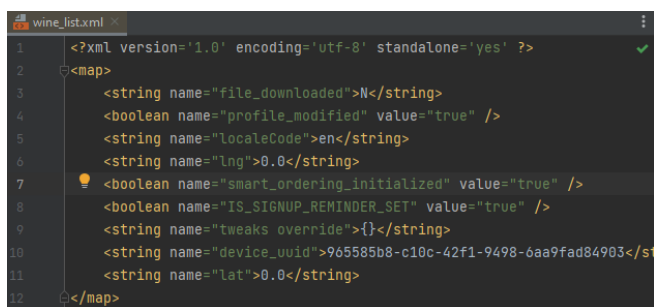 wine_list.xml
1 <?xml version='1.0' encoding='utf-8' standalone='yes' ?>
2 <map>
3 <string name="file_downloaded">N</string>
4 <boolean name="profile_modified" value="true" />
5 <string name="localeCode">en</string>
6 <string name="lng">0.0</string>
7 <boolean name="smart_ordering_initialized" value="true" />
8 <boolean name="IS_SIGNUP_REMINDER_SET" value="true" />
9 <string name="tweaks override">{}</string>
10 <string name="device_uuid">965585b8-c10c-42f1-9498-6aa9fad84903</st
11 <string name="lat">0.0</string>
12 </map>